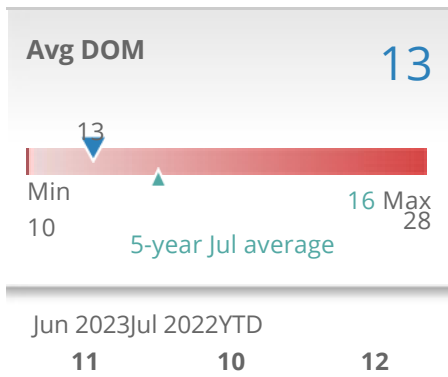 Avg DOM 13
13
Min 16 Max
10 28
5-year Jul average
Jun 2023Jul 2022YTD
11 10 12